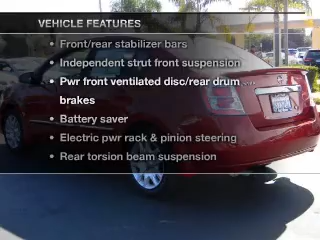 VEHICLE FEATURES
• Front/rear stabilizer bars
• Independent strut front suspension
• Pwr front ventilated disc/rear drum
brakes
• Battery saver
• Electric pwr rack & pinion steering
• Rear torsion beam suspension